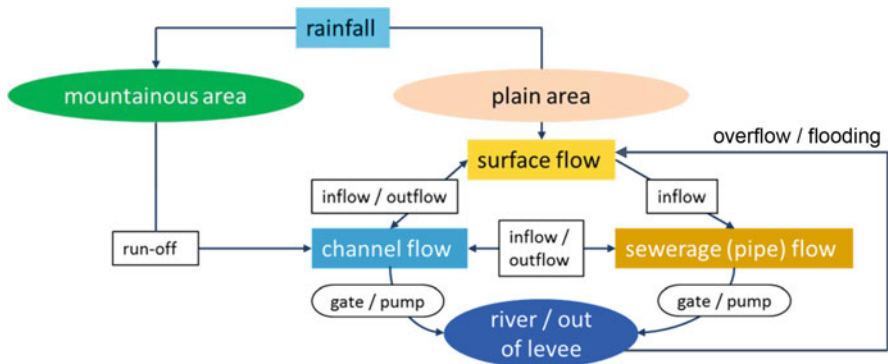 rainfall
mountainous area
plain area
overflow / flooding
surface flow
inflow / outflow
inflow
run-off
channel flow
inflow /
outflow
sewerage (pipe) flow
gate / pump
gate / pump
river / out
of levee